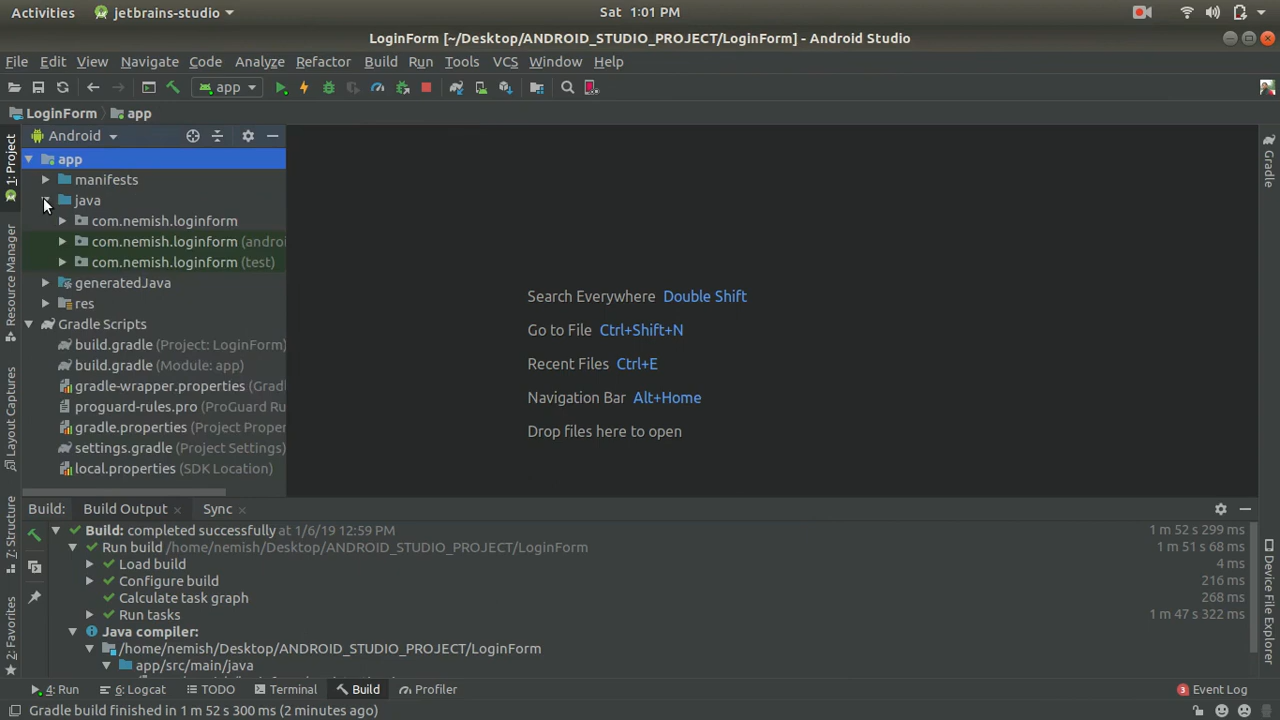 Activities jetbrains-studio Sat 1:01 PM
LoginForm [~/Desktop/ANDROID_STUDIO_PROJECT/LoginForm] - Android Studio
File Edit View Navigate Code Analyze Refactor Build Run Tools VCS Window Help
app
LoginForm app
Android
1: Project
Resource Manager
Layout Captures
7: Structure
2: Favorites
app
manifests
java
com.nemish.loginform
com.nemish.loginform (androi
com.nemish.loginform (test)
generatedJava
res
Gradle Scripts
build.gradle (Project: LoginForm)
build.gradle (Module: app)
gradle-wrapper.properties (Grad
proguard-rules.pro (ProGuard Ru
gradle.properties (Project Proper
settings.gradle (Project Settings)
local.properties (SDK Location)
Search Everywhere Double Shift
Go to File Ctrl+Shift+N
Recent Files Ctrl+E
Navigation Bar Alt+Home
Drop files here to open
Gradle
Device File Explorer
Build: Build Output × Sync ×
Build: completed successfully at 1/6/19 12:59 PM 1 m 52 s 299 ms
Run build /home/nemish/Desktop/ANDROID_STUDIO_PROJECT/LoginForm 1 m 51 s 68 ms
Load build 4 ms
Configure build 216 ms
Calculate task graph 268 ms
Run tasks 1 m 47 s 322 ms
Java compiler:
/home/nemish/Desktop/ANDROID_STUDIO_PROJECT/LoginForm
app/src/main/java
4: Run 6: Logcat TODO Terminal Build Profiler 3 Event Log
Gradle build finished in 1 m 52 s 300 ms (2 minutes ago)